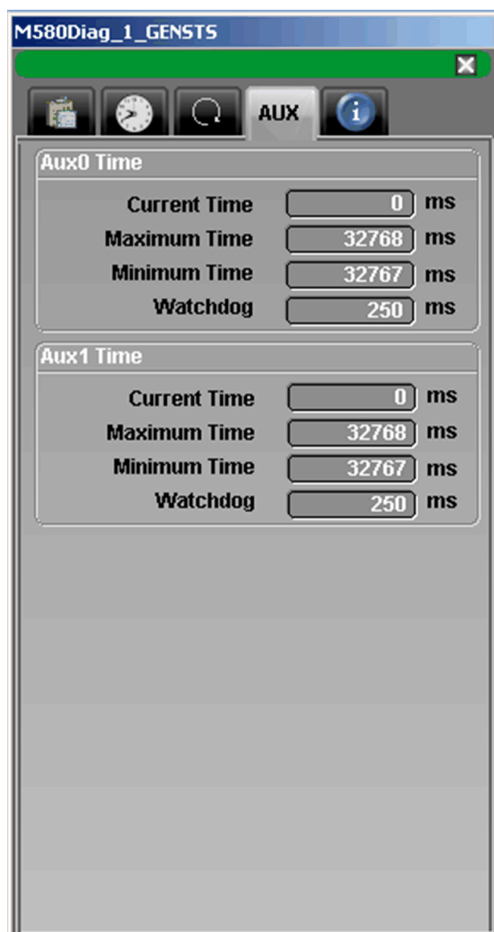 M580Diag_1_GENSTS
AUX
i
Aux0 Time
Current Time 0 ms
Maximum Time 32768 ms
Minimum Time 32767 ms
Watchdog 250 ms
Aux1 Time
Current Time 0 ms
Maximum Time 32768 ms
Minimum Time 32767 ms
Watchdog 250 ms